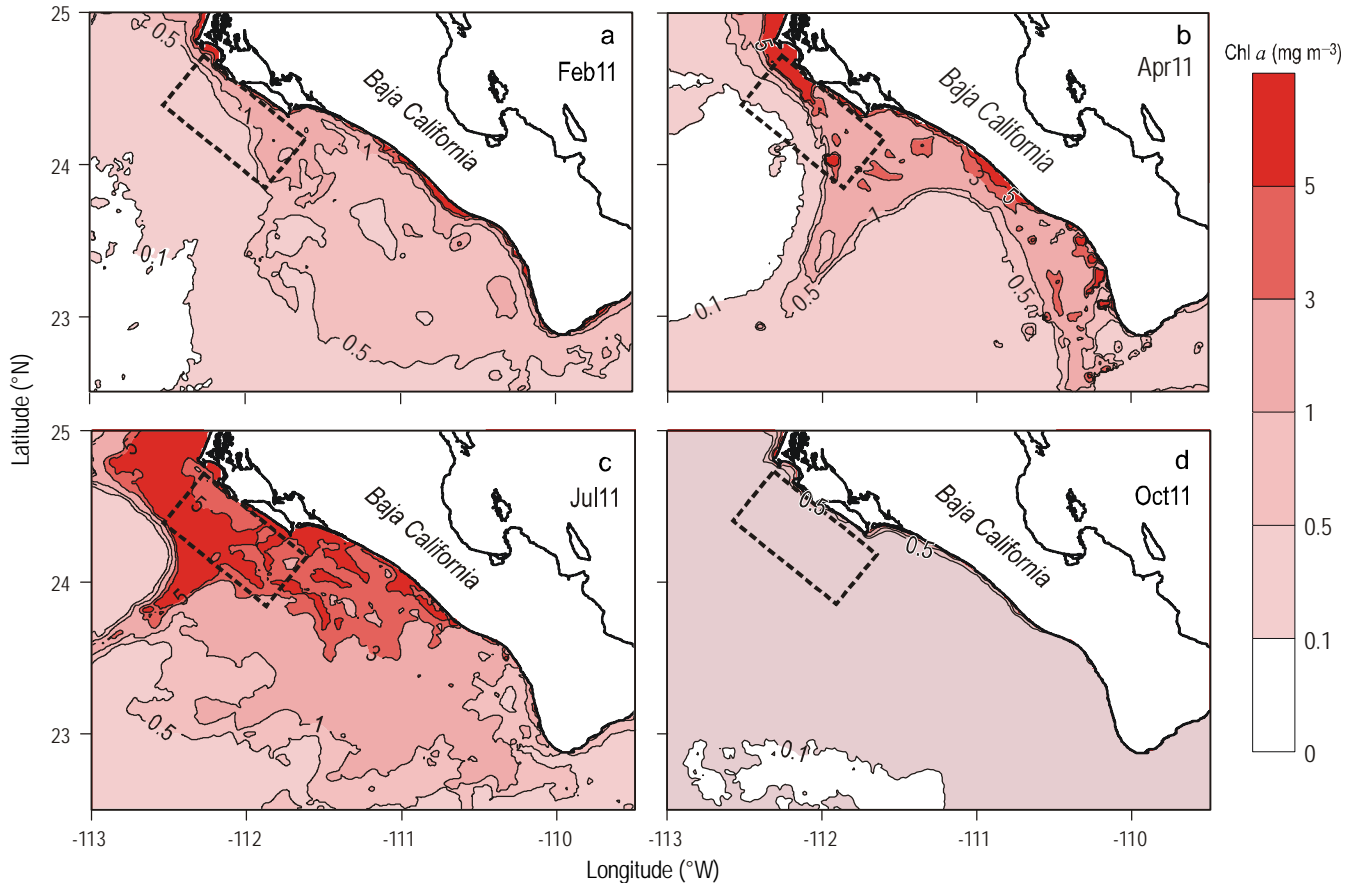 a
Feb11
Baja California
0.5
1
1
0.1
0.5
25
24
23
b
Apr11
Baja California
5
3
5
1
0.1
0.5
0.5
Chl a (mg m⁻³)
5
3
1
0.5
0.1
0
Latitude (°N)
c
Jul11
Baja California
3
5
5
3
1
0.5
25
24
23
-113
-112
-111
-110
d
Oct11
Baja California
0.5
0.5
0.1
-113
-112
-111
-110
Longitude (°W)